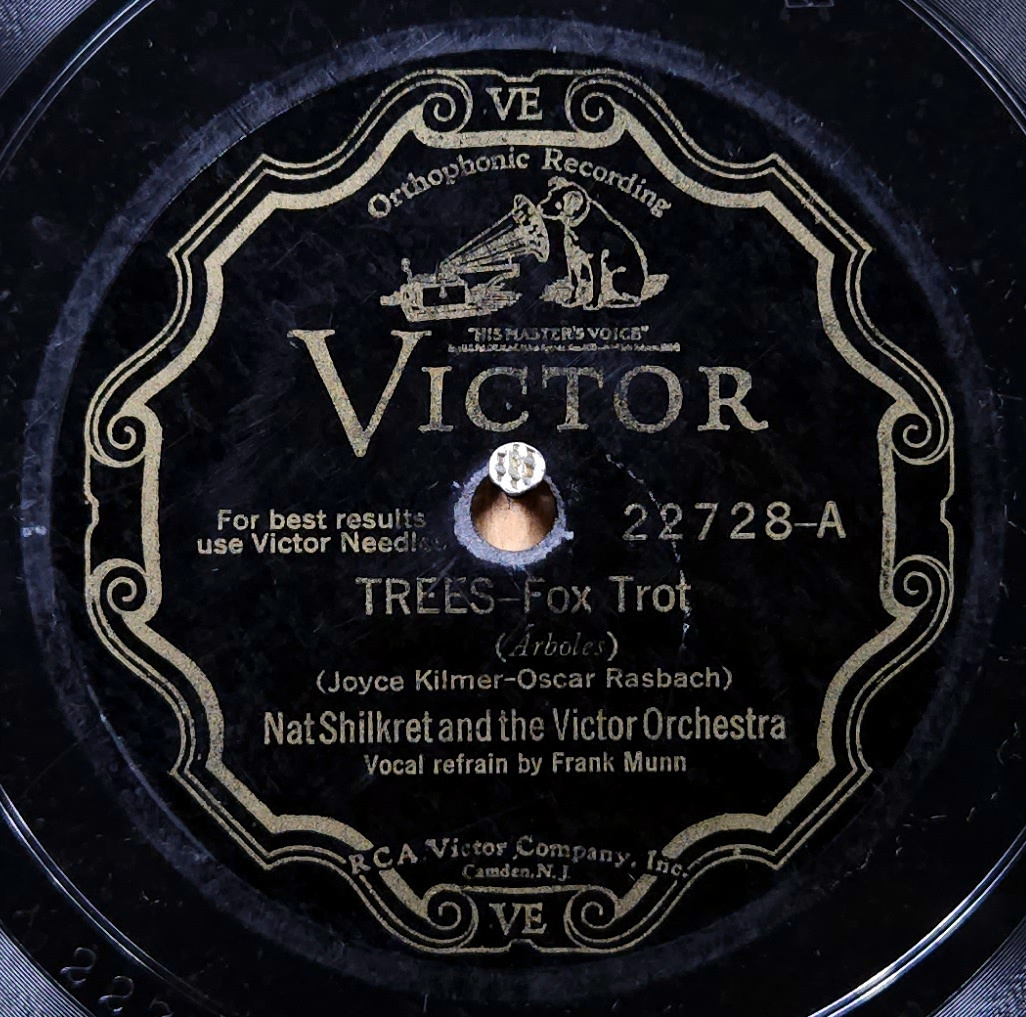 VE
Orthophonic Recording
"HIS MASTER'S VOICE"
VICTOR
For best results
use Victor Needles
22728-A
TREES-Fox Trot
(Árboles)
(Joyce Kilmer-Oscar Rasbach)
Nat Shilkret and the Victor Orchestra
Vocal refrain by Frank Munn
RCA Victor Company, Inc.
Camden, N. J.
VE